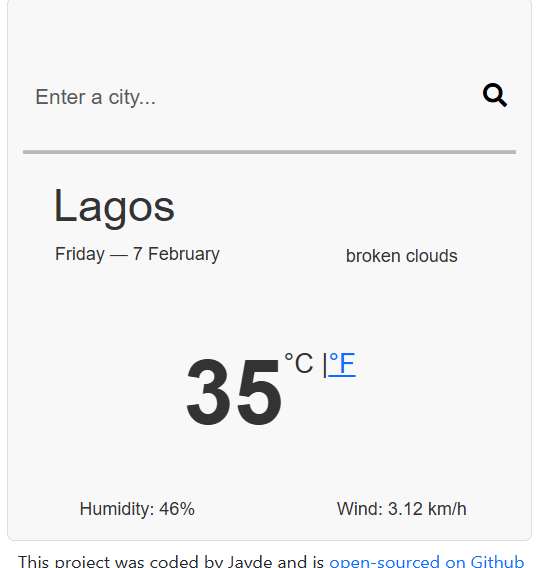 Enter a city...
Lagos
Friday — 7 February
broken clouds
35 °C | °F
Humidity: 46%
Wind: 3.12 km/h
This project was coded by Jayde and is open-sourced on Github